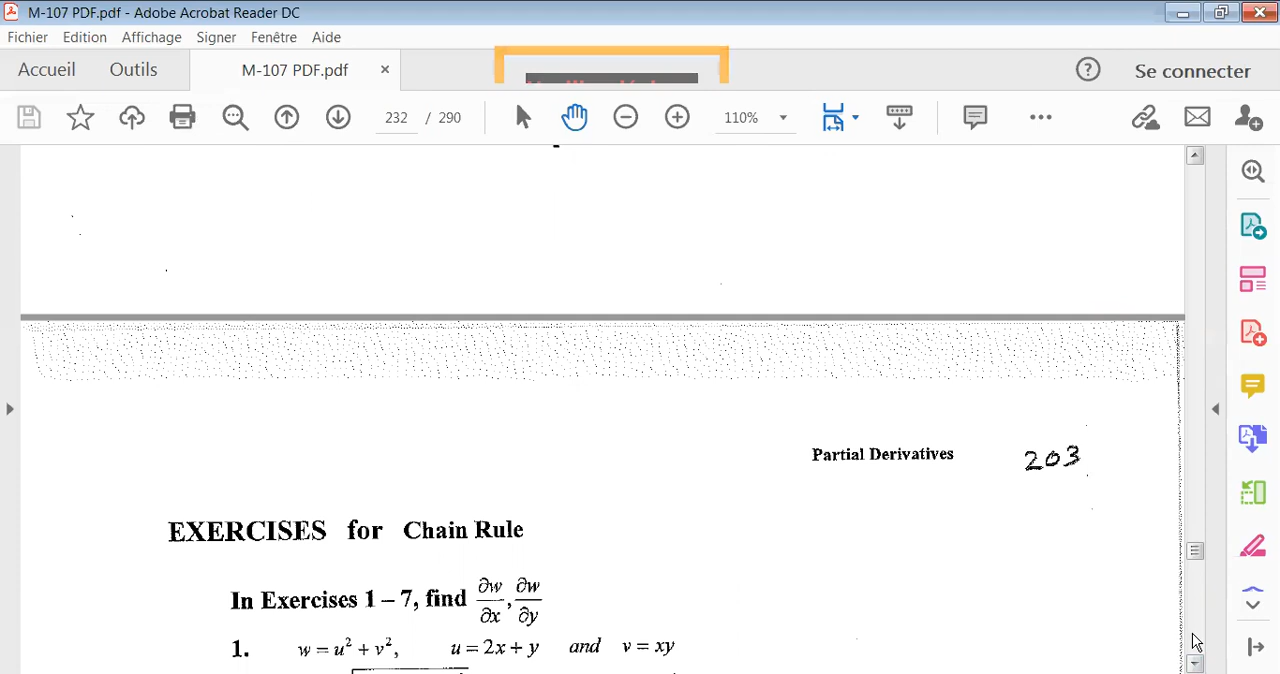 M-107 PDF.pdf - Adobe Acrobat Reader DC
Fichier Edition Affichage Signer Fenêtre Aide
Accueil Outils M-107 PDF.pdf × ? Se connecter
232 / 290 110%
Partial Derivatives 203
EXERCISES for Chain Rule
In Exercises 1 – 7, find ∂w/∂x, ∂w/∂y
1. w = u² + v², u = 2x + y and v = xy